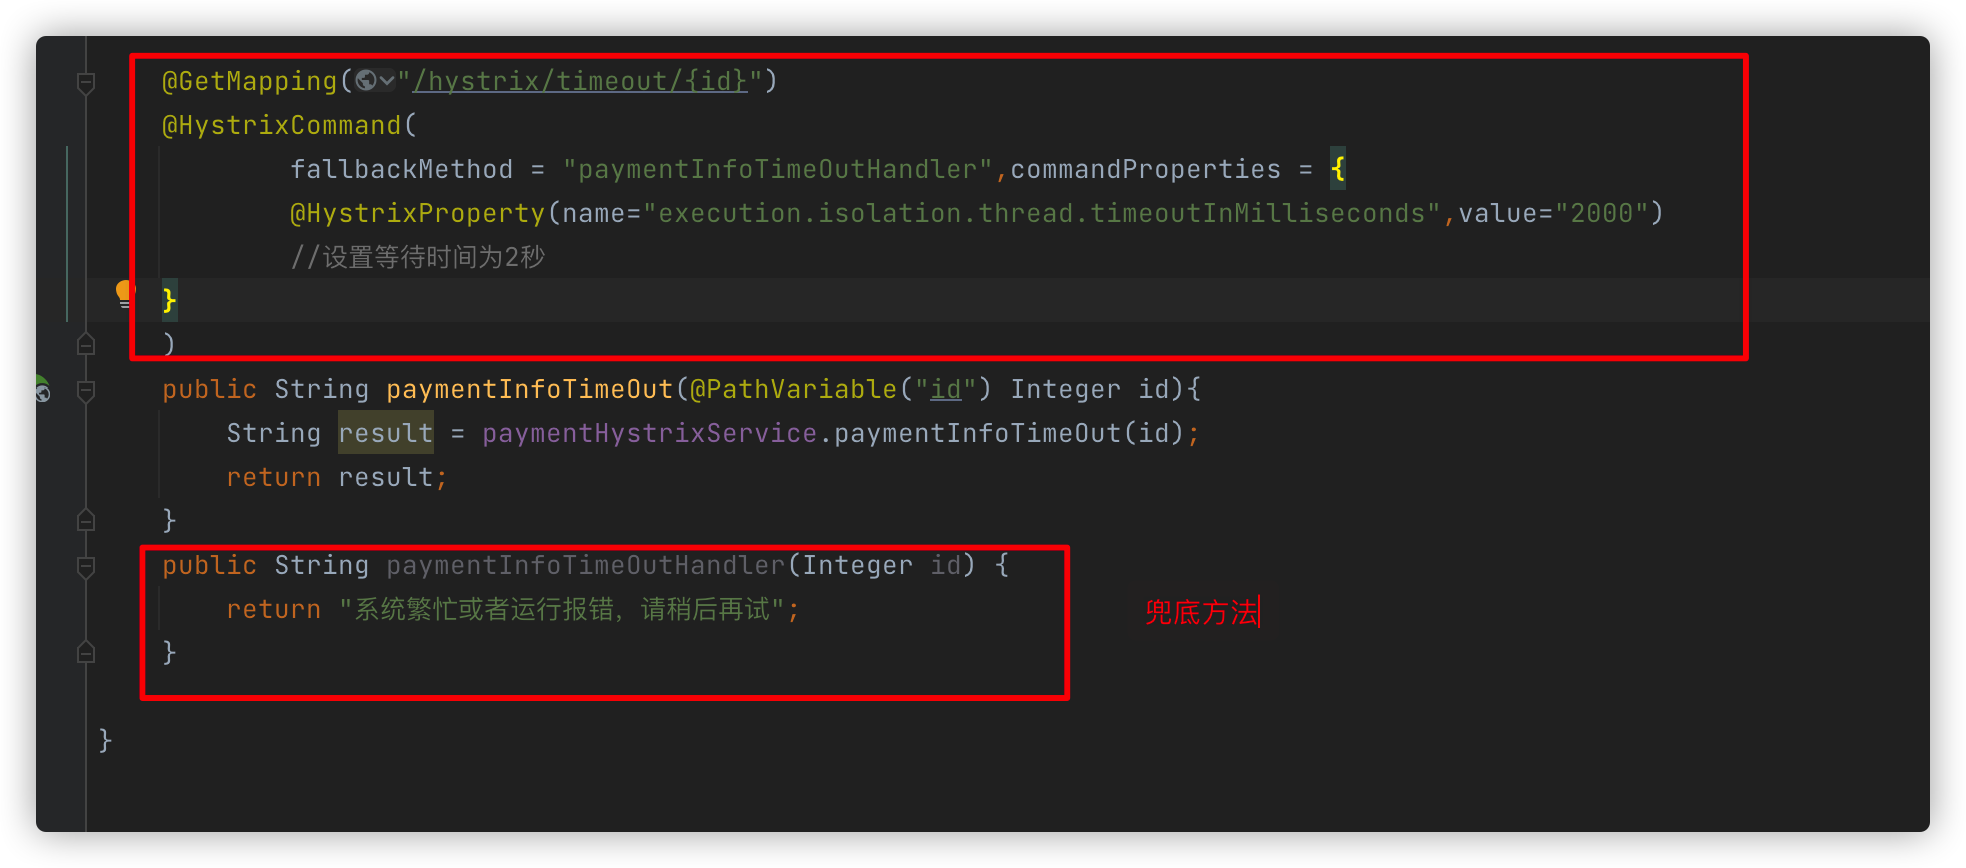 @GetMapping("/hystrix/timeout/{id}")
@HystrixCommand(
fallbackMethod = "paymentInfoTimeOutHandler",commandProperties = {
@HystrixProperty(name="execution.isolation.thread.timeoutInMilliseconds",value="2000")
//设置等待时间为2秒
}
)
public String paymentInfoTimeOut(@PathVariable("id") Integer id){
String result = paymentHystrixService.paymentInfoTimeOut(id);
return result;
}
public String paymentInfoTimeOutHandler(Integer id) {
return "系统繁忙或者运行报错，请稍后再试";
兜底方法
}
}